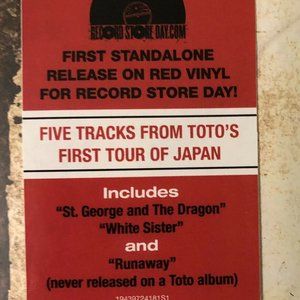 RECORD STORE DAY.COM
FIRST STANDALONE
RELEASE ON RED VINYL
FOR RECORD STORE DAY!
FIVE TRACKS FROM TOTO'S
FIRST TOUR OF JAPAN
Includes
"St. George and The Dragon"
"White Sister"
and
"Runaway"
(never released on a Toto album)
19439724181S1